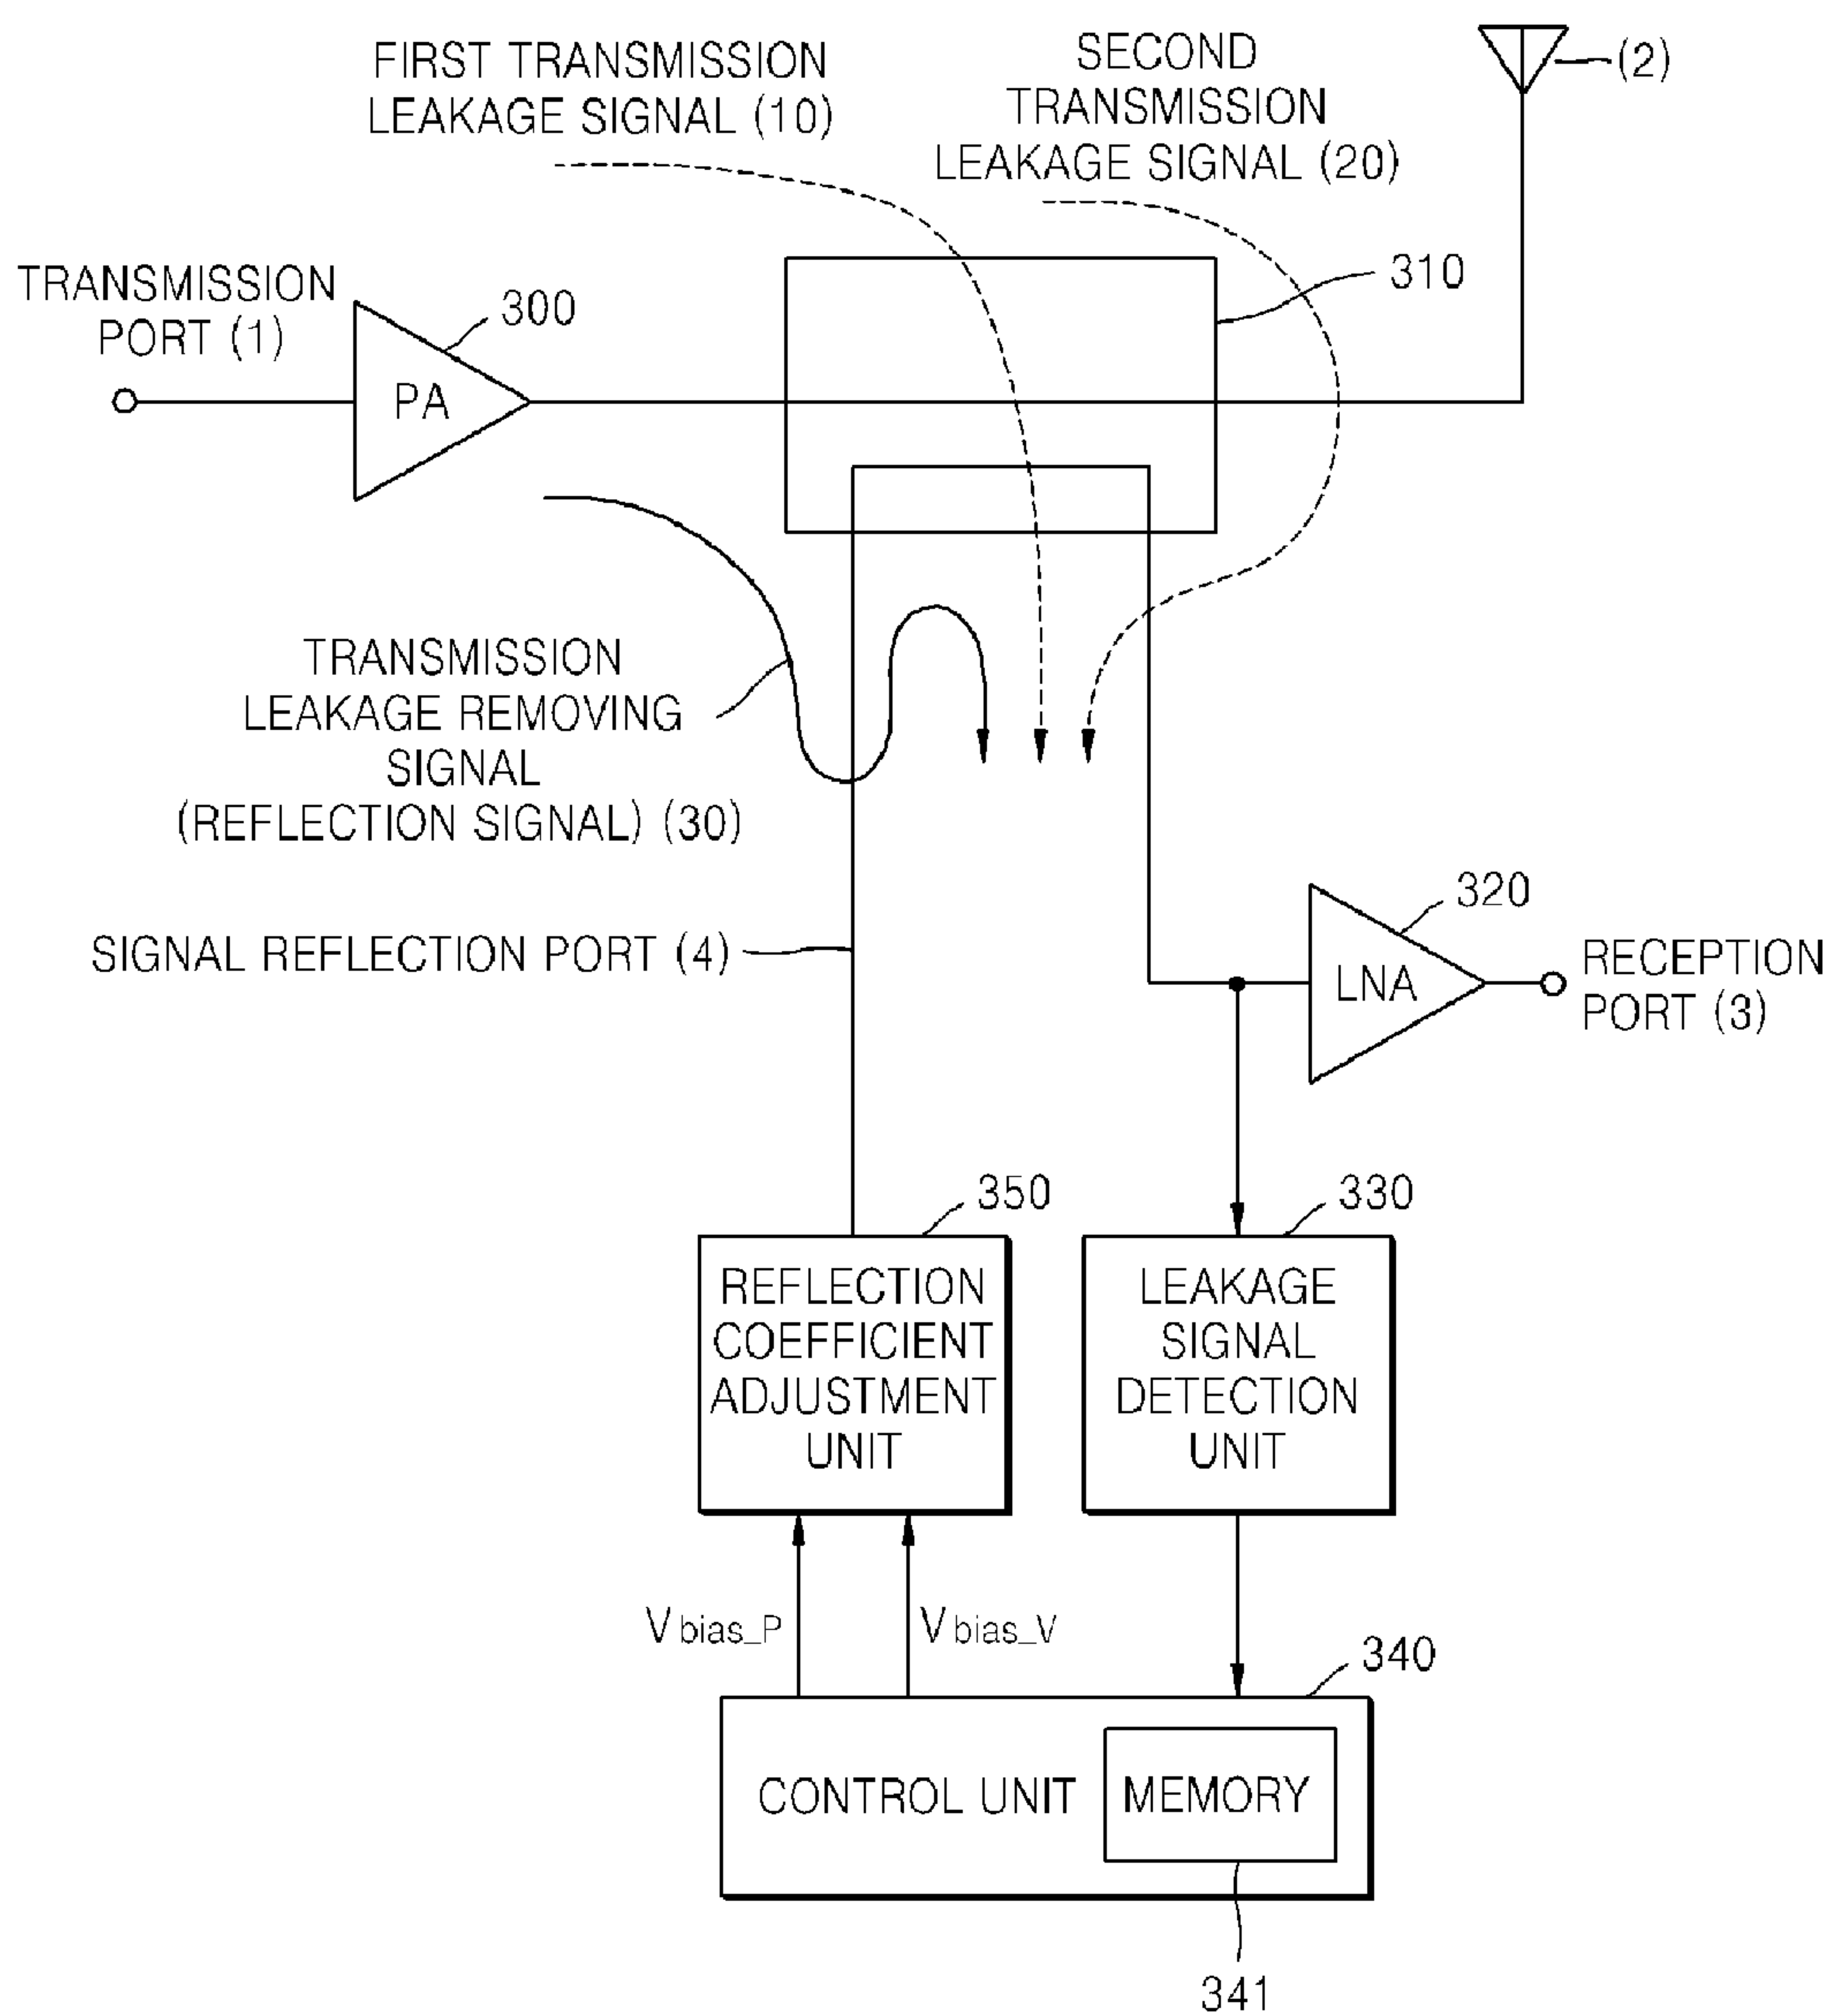 FIRST TRANSMISSION
LEAKAGE SIGNAL (10)
SECOND
TRANSMISSION
LEAKAGE SIGNAL (20)
(2)
310
TRANSMISSION
PORT (1)
300
PA
TRANSMISSION
LEAKAGE REMOVING
SIGNAL
(REFLECTION SIGNAL) (30)
320
SIGNAL REFLECTION PORT (4)
LNA
RECEPTION
PORT (3)
350
330
REFLECTION
COEFFICIENT
ADJUSTMENT
UNIT
LEAKAGE
SIGNAL
DETECTION
UNIT
Vbias_P
Vbias_V
340
CONTROL UNIT
MEMORY
341